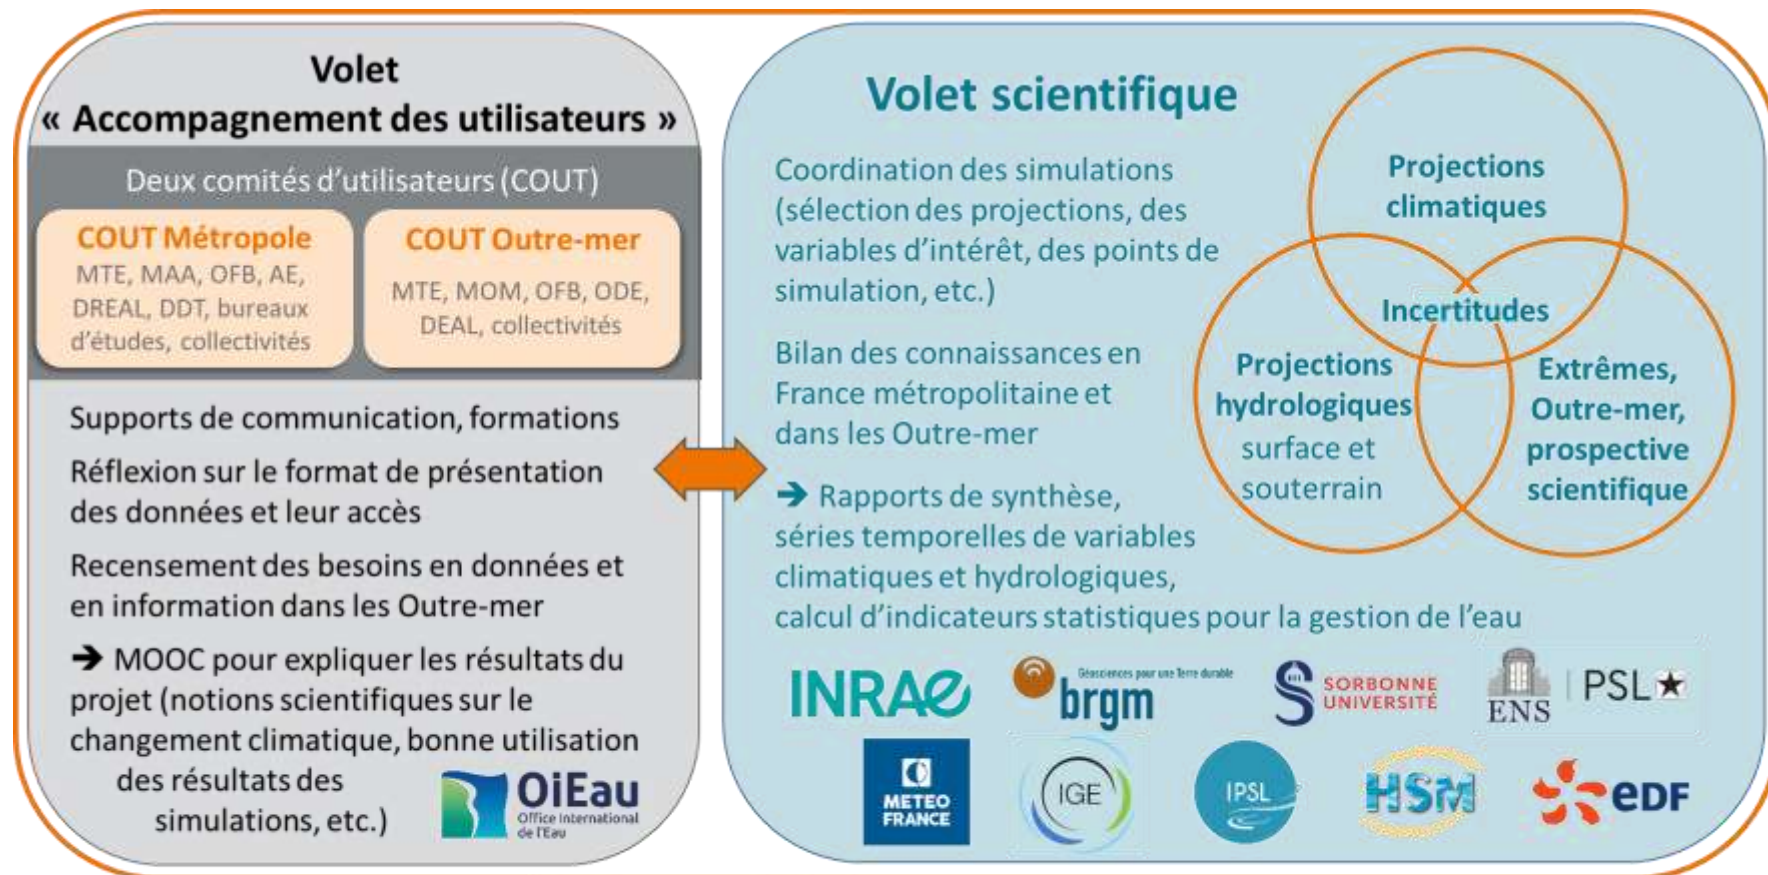 Volet
« Accompagnement des utilisateurs »
Deux comités d'utilisateurs (COUT)
COUT Métropole
MTE, MAA, OFB, AE,
DREAL, DDT, bureaux
d'études, collectivités
COUT Outre-mer
MTE, MOM, OFB, ODE,
DEAL, collectivités
Supports de communication, formations
Réflexion sur le format de présentation
des données et leur accès
Recensement des besoins en données et
en information dans les Outre-mer
➔ MOOC pour expliquer les résultats du
projet (notions scientifiques sur le
changement climatique, bonne utilisation
des résultats des
simulations, etc.)
OiEau
Office International
de l'Eau
Volet scientifique
Coordination des simulations
(sélection des projections, des
variables d'intérêt, des points de
simulation, etc.)
Bilan des connaissances en
France métropolitaine et
dans les Outre-mer
➔ Rapports de synthèse,
séries temporelles de variables
climatiques et hydrologiques,
calcul d'indicateurs statistiques pour la gestion de l'eau
Projections
climatiques
Incertitudes
Projections
hydrologiques
surface et
souterrain
Extrêmes,
Outre-mer,
prospective
scientifique
INRAE
Géosciences pour une Terre durable
brgm
SORBONNE
UNIVERSITÉ
ENS
PSL
METEO
FRANCE
IGE
IPSL
HSM
eDF